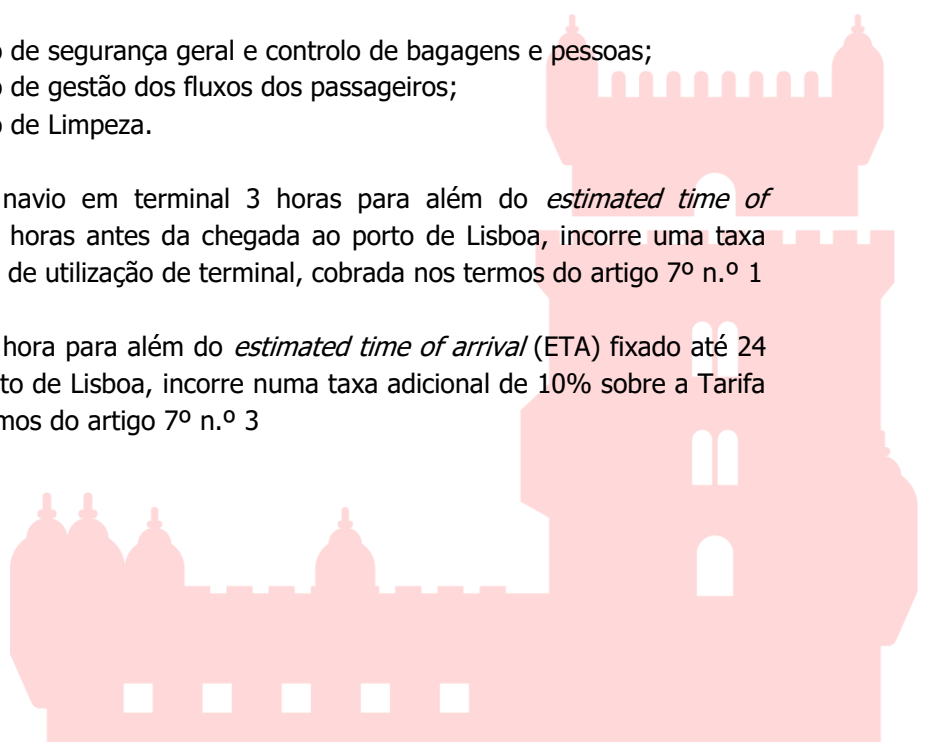 o de segurança geral e controlo de bagagens e pessoas;
o de gestão dos fluxos dos passageiros;
o de Limpeza.
navio em terminal 3 horas para além do estimated time of
horas antes da chegada ao porto de Lisboa, incorre uma taxa
de utilização de terminal, cobrada nos termos do artigo 7º n.º 1
hora para além do estimated time of arrival (ETA) fixado até 24
to de Lisboa, incorre numa taxa adicional de 10% sobre a Tarifa
mos do artigo 7º n.º 3